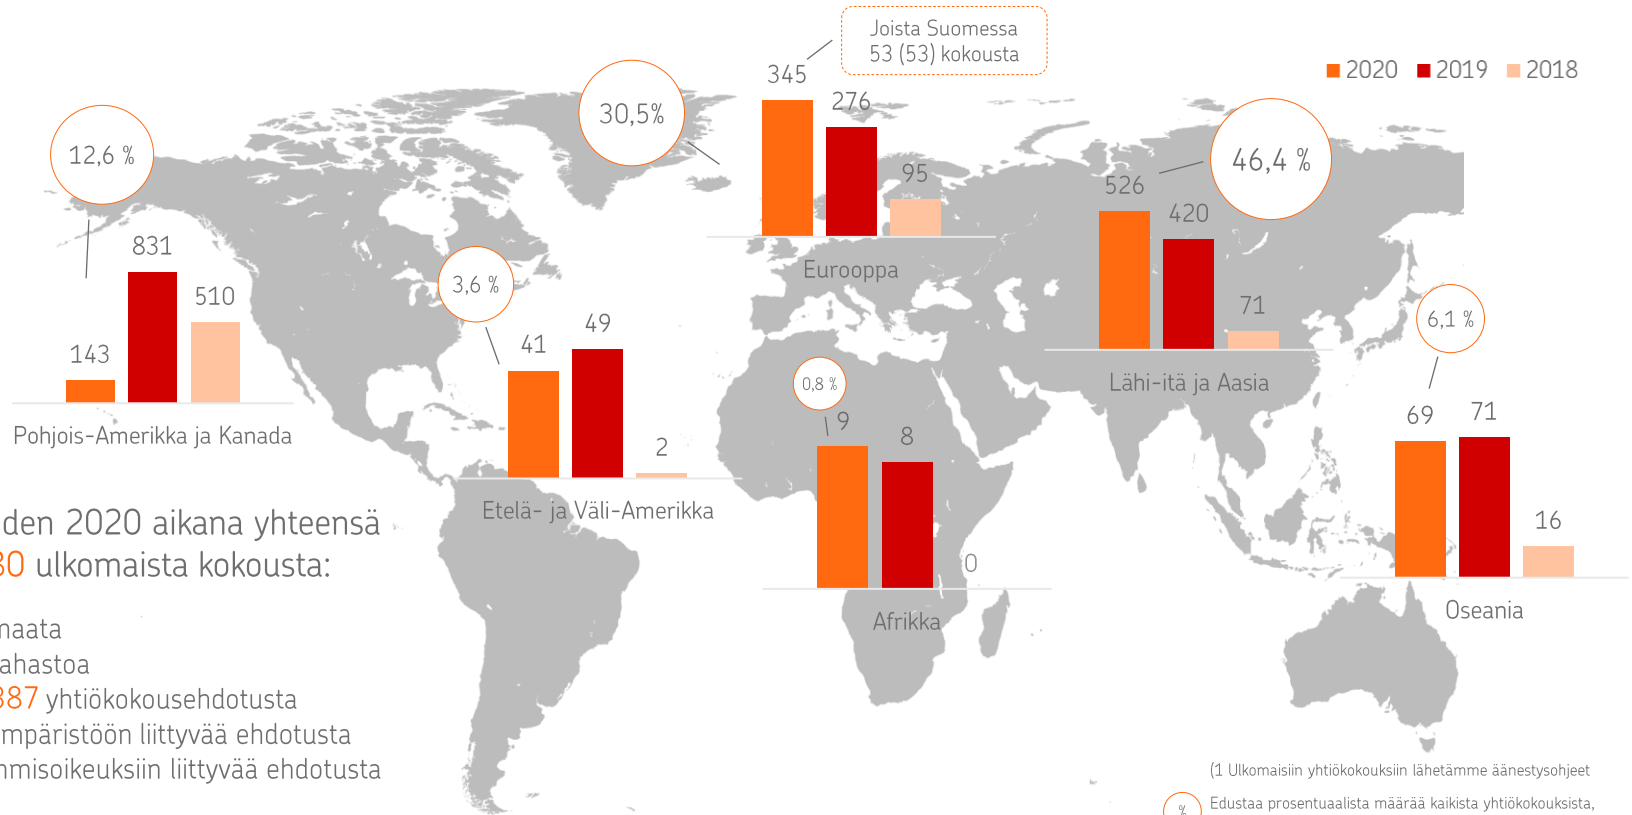 Joista Suomessa
53 (53) kokousta
2020 2019 2018
12,6 %
30,5%
345
276
95
Eurooppa
46,4 %
526
420
71
Lähi-itä ja Aasia
831
510
143
Pohjois-Amerikka ja Kanada
3,6 %
41
49
2
Etelä- ja Väli-Amerikka
0,8 %
9
8
0
Afrikka
6,1 %
69
71
16
Oseania
den 2020 aikana yhteensä
80 ulkomaista kokousta:
maata
ahastoa
387 yhtiökokousehdotusta
mpäristöön liittyvää ehdotusta
misoikeuksiin liittyvää ehdotusta
(1 Ulkomaisiin yhtiökokouksiin lähetämme äänestysohjeet
% Edustaa prosentuaalista määrää kaikista yhtiökokouksista,